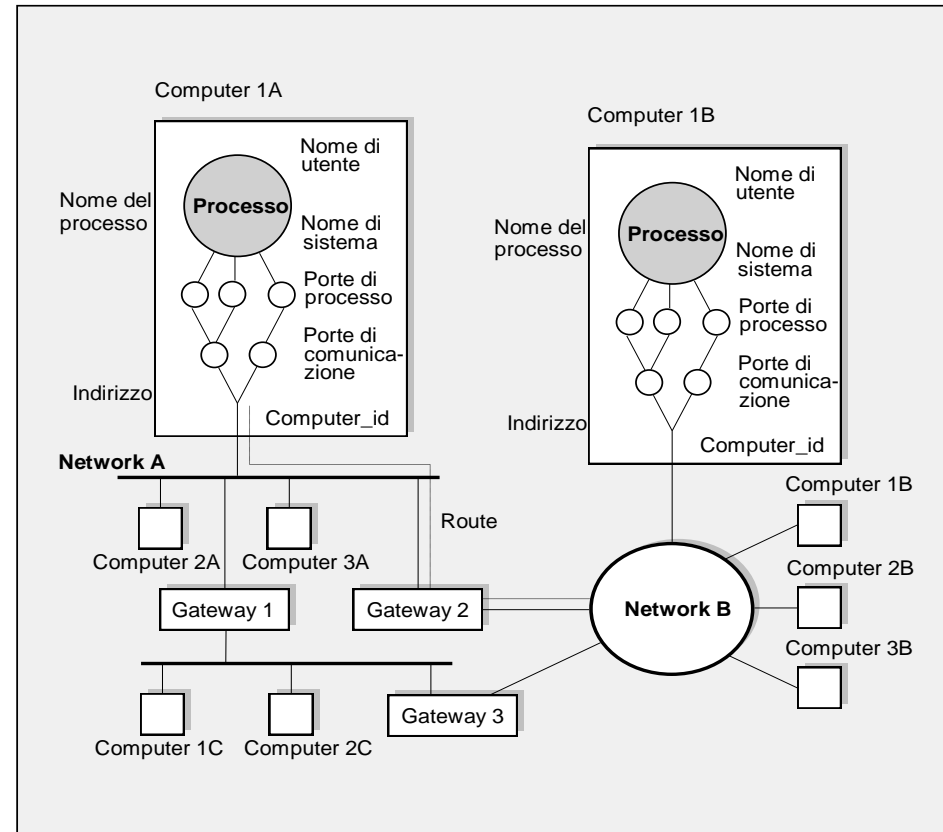 Computer 1A
Nome di
utente
Nome del
processo
Processo
Nome di
sistema
Porte di
processo
Porte di
comunica-
zione
Indirizzo
Computer_id
Computer 1B
Nome di
utente
Nome del
processo
Processo
Nome di
sistema
Porte di
processo
Porte di
comunica-
zione
Indirizzo
Computer_id
Network A
Computer 2A
Computer 3A
Route
Gateway 1
Gateway 2
Network B
Computer 1B
Computer 2B
Computer 3B
Gateway 3
Computer 1C
Computer 2C